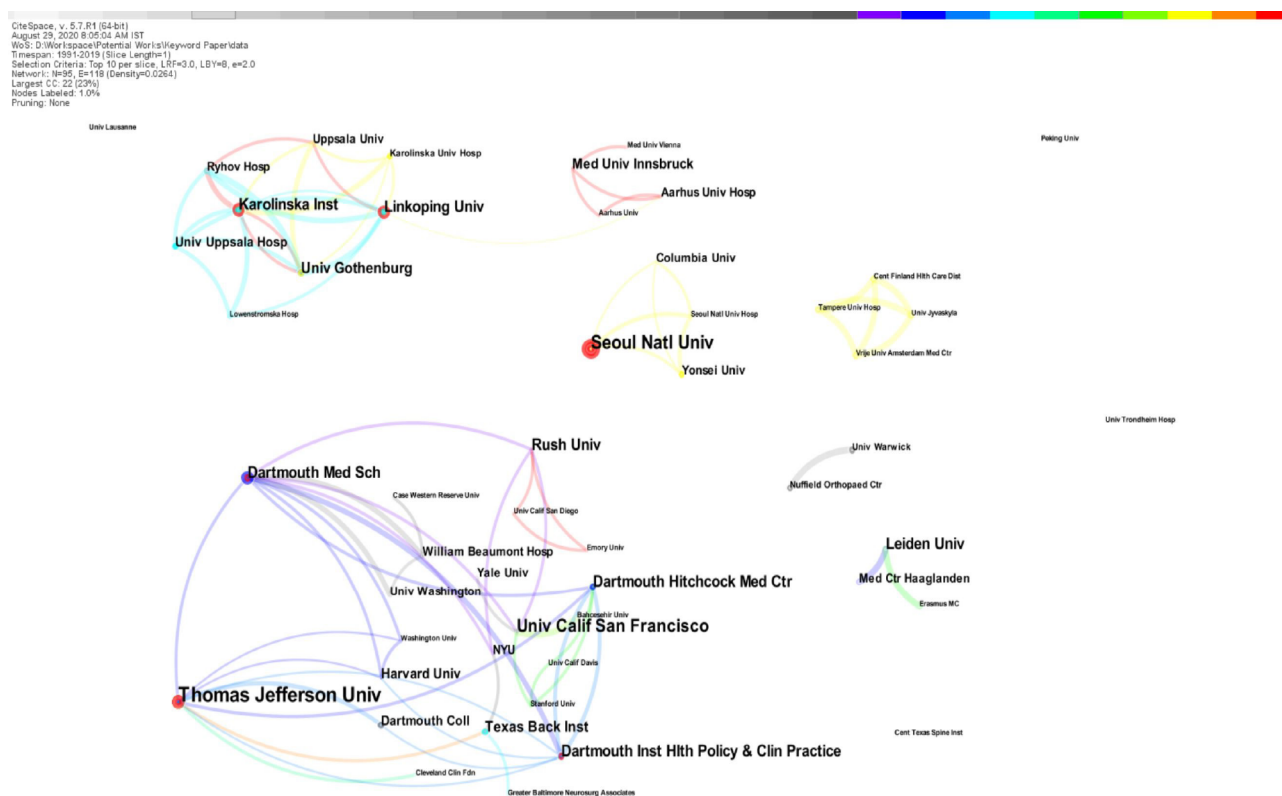 CiteSpace, v. 5.7.R1 (64-bit)
August 29, 2020 8:05:04 AM IST
WoS: D:\Workspace\Potential Works\Keyword Paper\data
Timespan: 1991-2019 (Slice Length=1)
Selection Criteria: Top 10 per slice, LRF=3.0, LBY=8, e=2.0
Network: N=95, E=118 (Density=0.0264)
Largest CC: 22 (23%)
Nodes Labeled: 1.0%
Pruning: None
Univ Lausanne
Peking Univ
Uppsala Univ
Karolinska Univ Hosp
Ryhov Hosp
Karolinska Inst
Linkoping Univ
Univ Uppsala Hosp
Univ Gothenburg
Lowenstromska Hosp
Med Univ Vienna
Med Univ Innsbruck
Aarhus Univ Hosp
Aarhus Univ
Columbia Univ
Seoul Natl Univ Hosp
Seoul Natl Univ
Yonsei Univ
Cent Finland Hlth Care Dist
Tampere Univ Hosp
Univ Jyvaskyla
Vrije Univ Amsterdam Med Ctr
Univ Trondheim Hosp
Rush Univ
Univ Warwick
Dartmouth Med Sch
Nuffield Orthopaed Ctr
Case Western Reserve Univ
Univ Calif San Diego
Emory Univ
William Beaumont Hosp
Leiden Univ
Yale Univ
Dartmouth Hitchcock Med Ctr
Med Ctr Haaglanden
Univ Washington
Erasmus MC
Bahcesehir Univ
Univ Calif San Francisco
Washington Univ
NYU
Univ Calif Davis
Harvard Univ
Thomas Jefferson Univ
Stanford Univ
Dartmouth Coll
Texas Back Inst
Cent Texas Spine Inst
Dartmouth Inst Hlth Policy & Clin Practice
Cleveland Clin Fdn
Greater Baltimore Neurosurg Associates